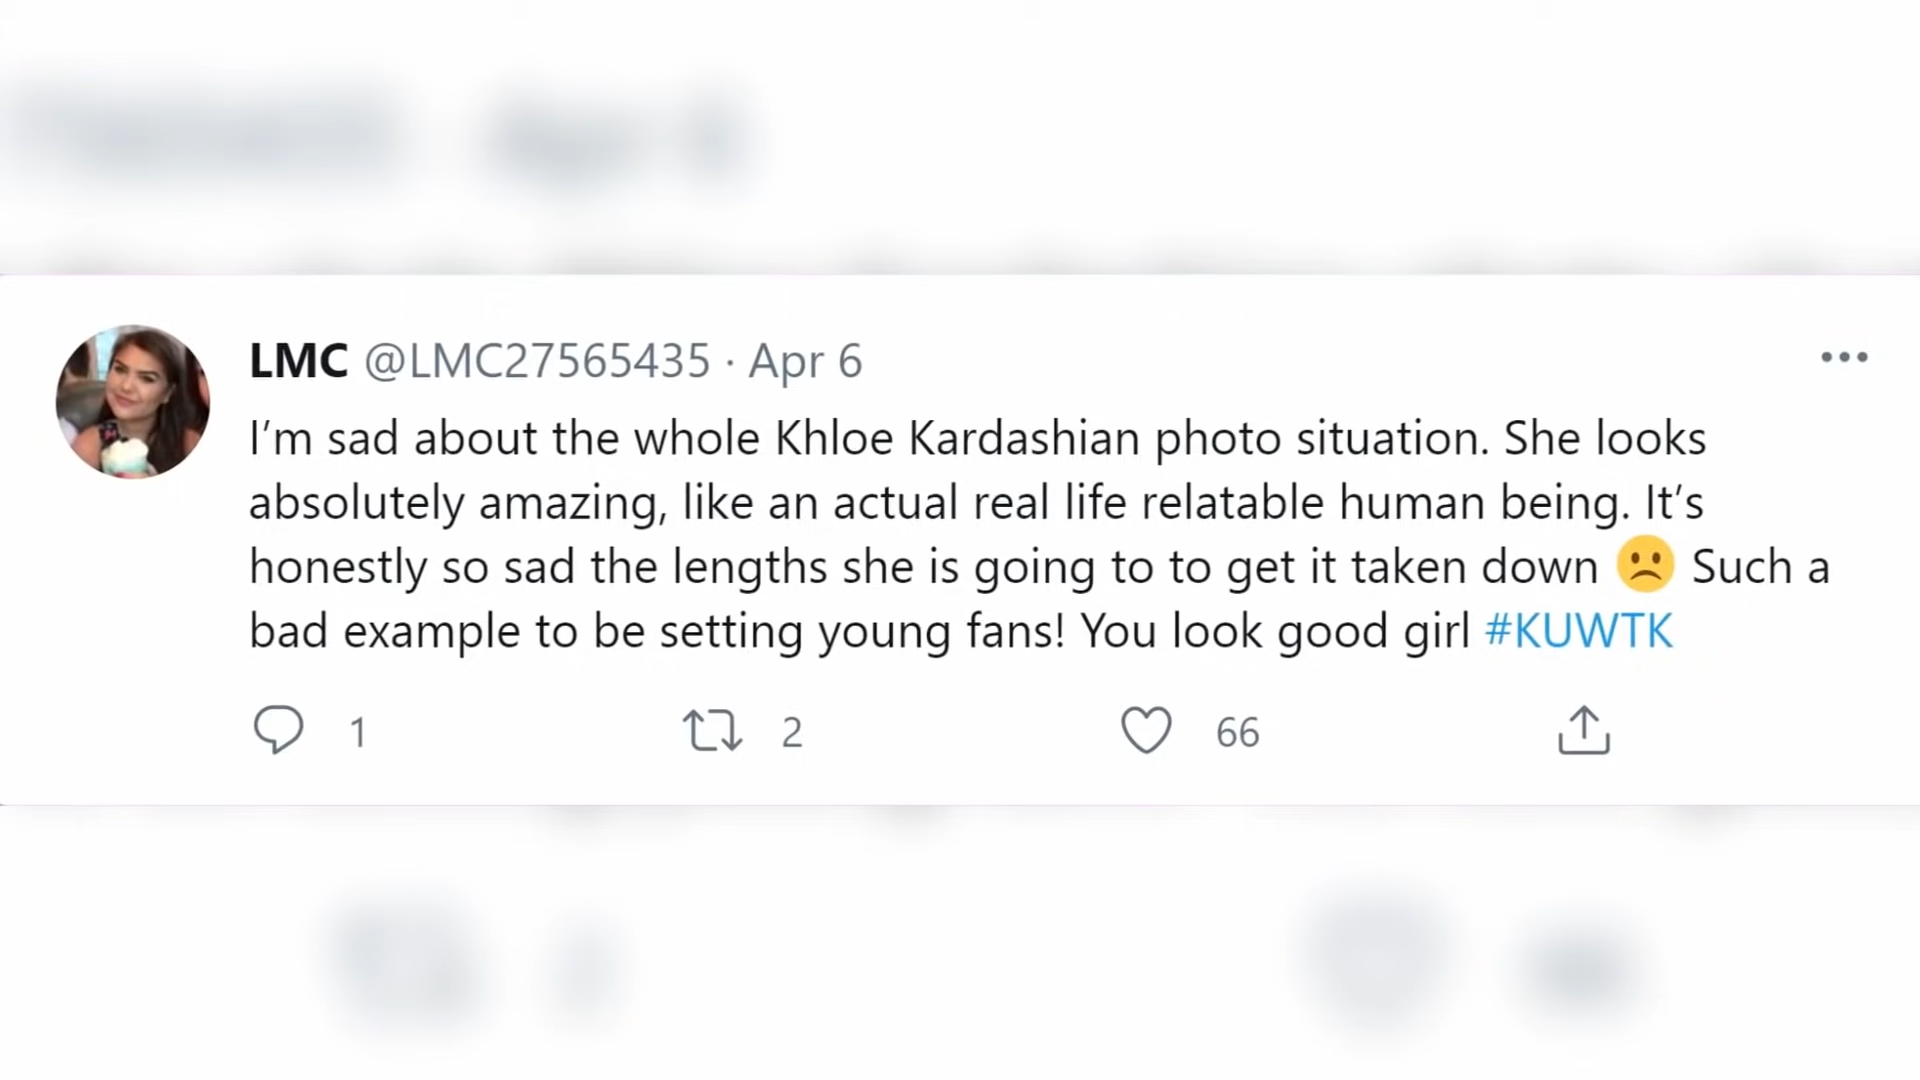 LMC @LMC27565435 · Apr 6
I’m sad about the whole Khloe Kardashian photo situation. She looks
absolutely amazing, like an actual real life relatable human being. It’s
honestly so sad the lengths she is going to to get it taken down 🙁 Such a
bad example to be setting young fans! You look good girl #KUWTK
1 2 66